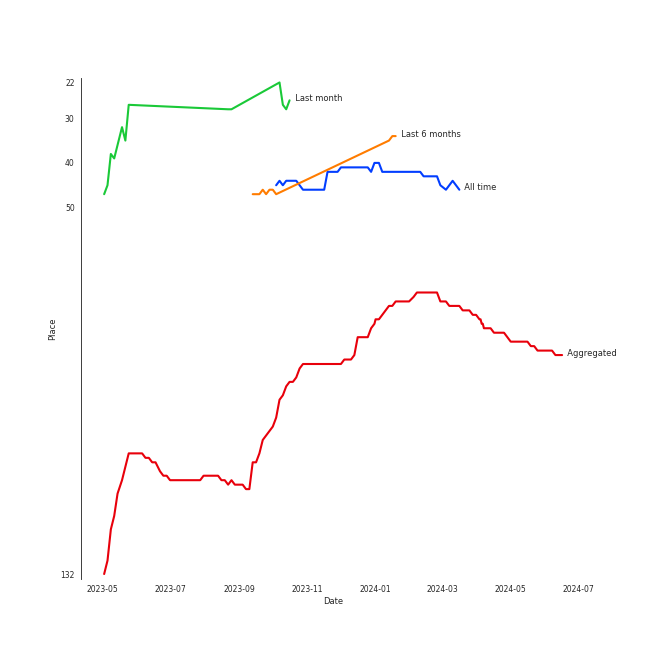 22
Last month
30
Last 6 months
40
All time
50
Place
Aggregated
132
2023-05 2023-07 2023-09 2023-11 2024-01 2024-03 2024-05 2024-07
Date